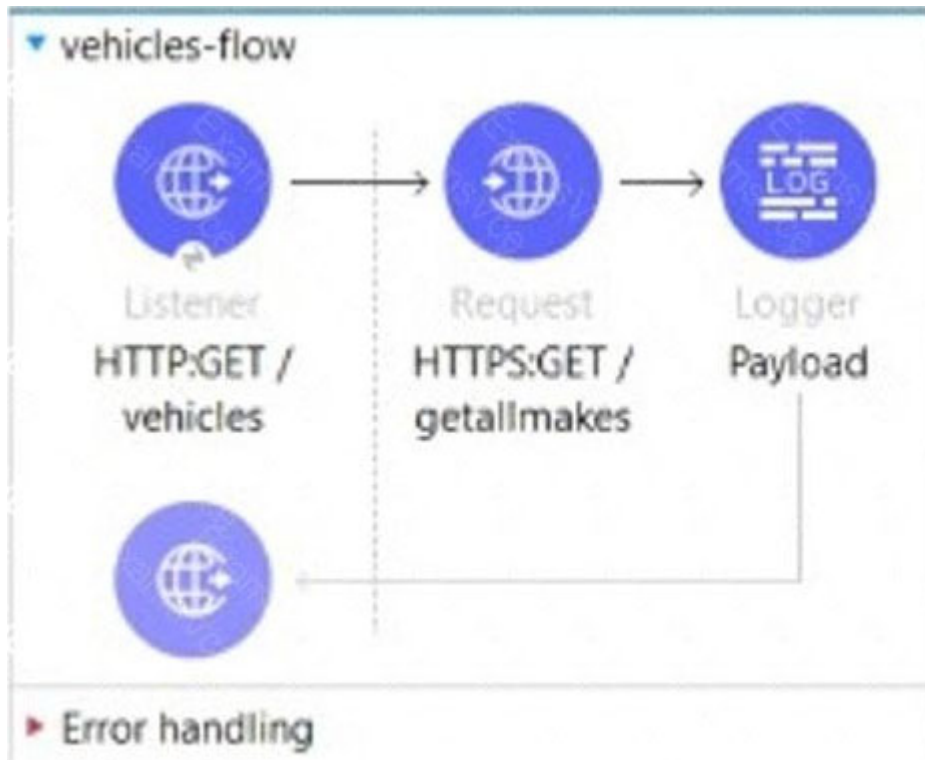 vehicles-flow
LOG
Listener
Request
Logger
HTTP:GET /
vehicles
HTTPS:GET /
getallmakes
Payload
Error handling